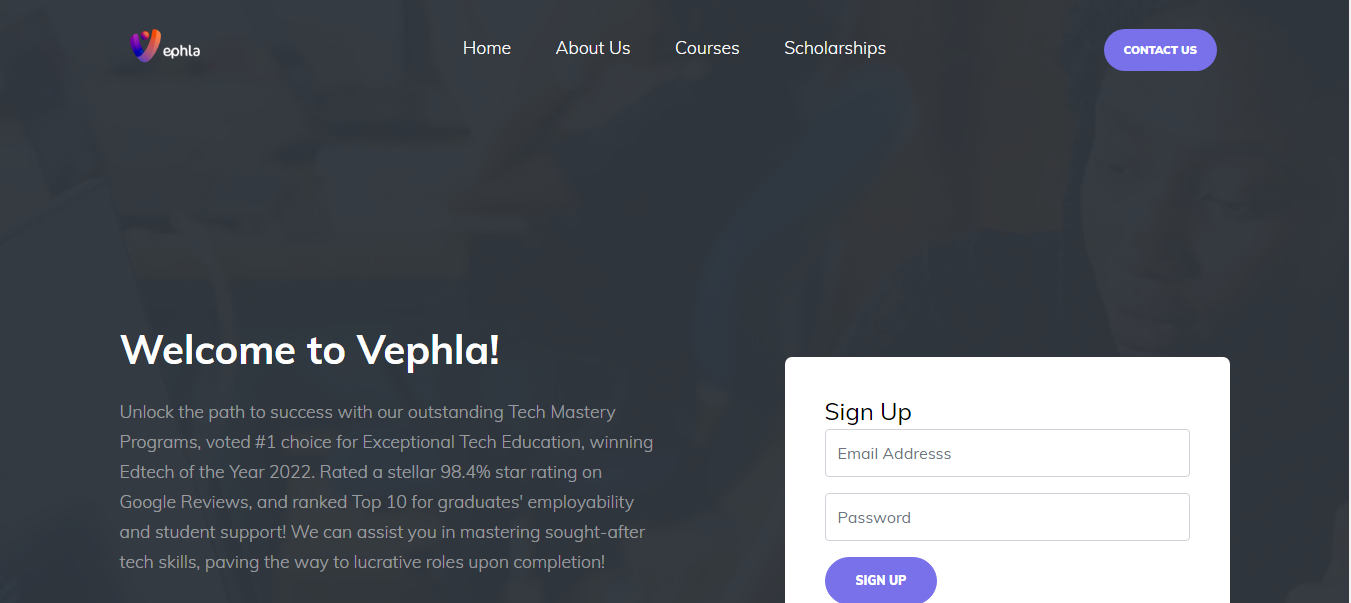 ephla
Home About Us Courses Scholarships
CONTACT US
Welcome to Vephla!
Unlock the path to success with our outstanding Tech Mastery
Programs, voted #1 choice for Exceptional Tech Education, winning
Edtech of the Year 2022. Rated a stellar 98.4% star rating on
Google Reviews, and ranked Top 10 for graduates' employability
and student support! We can assist you in mastering sought-after
tech skills, paving the way to lucrative roles upon completion!
Sign Up
Email Addresss
Password
SIGN UP